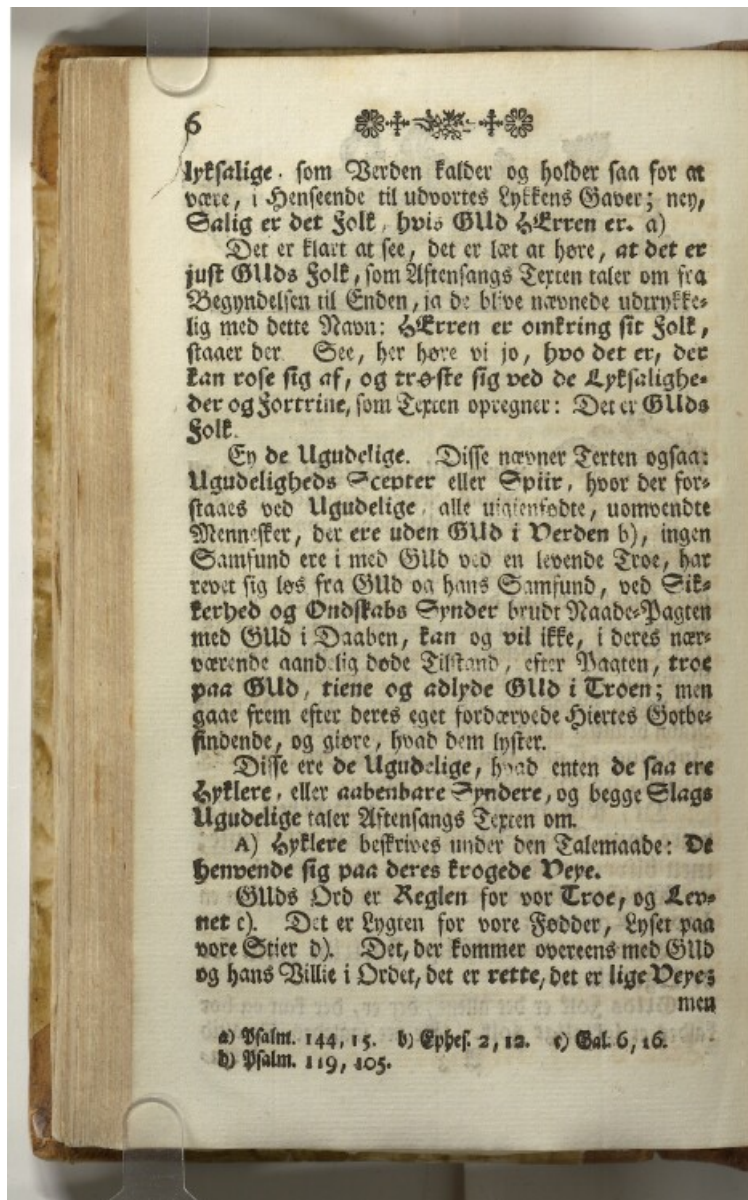 6
lyksalige, som Verden kalder og holder saa for at
være, i Henseende til udvortes Lykkens Gaver; ney,
Salig er det Folk, hvis GUd HErren er. a)
Det er klart at see, det er læt at høre, at det er
just GUds Folk, som Aftensangs Texten taler om fra
Begyndelsen til Enden, ja de blive nævnede udtrykke-
lig med dette Navn: HErren er omkring sit Folk,
staaer der. See, her høre vi jo, hvo det er, der
kan rose sig af, og trøste sig ved de Lyksalighe-
der og Fortrine, som Texten opregner: Det er GUds
Folk.
Ey de Ugudelige. Disse nævner Texten ogsaa:
Ugudeligheds Scepter eller Spiir, hvor der for-
staaes ved Ugudelige, alle uigienfødte, uomvendte
Mennesker, der ere uden GUd i Verden b), ingen
Samfund ere i med GUd ved en levende Troe, har
revet sig løs fra GUd og hans Samfund, ved Sik-
kerhed og Ondskabs Synder brudt Naade-Pagten
med GUd i Daaben, kan og vil ikke, i deres nær-
værende aandelig døde Tilstand, efter Pagten, troe
paa GUd, tiene og adlyde GUd i Troen; men
gaae frem efter deres eget fordærvede Hiertes Gotbe-
findende, og giøre, hvad dem lyster.
Disse ere de Ugudelige, hvad enten de saa ere
Hyklere, eller aabenbare Syndere, og begge Slags
Ugudelige taler Aftensangs Texten om.
A) Hyklere beskrives under den Talemaade: De
henvende sig paa deres krogede Veye.
GUds Ord er Reglen for vor Troe, og Lev-
net c). Det er Lygten for vore Fødder, Lyset paa
vore Stier d). Det, der kommer overeens med GUd
og hans Villie i Ordet, det er rette, det er lige Veye;
men
a) Psalm. 144, 15. b) Ephes. 2, 12. c) Gal. 6, 16.
d) Psalm. 119, 105.